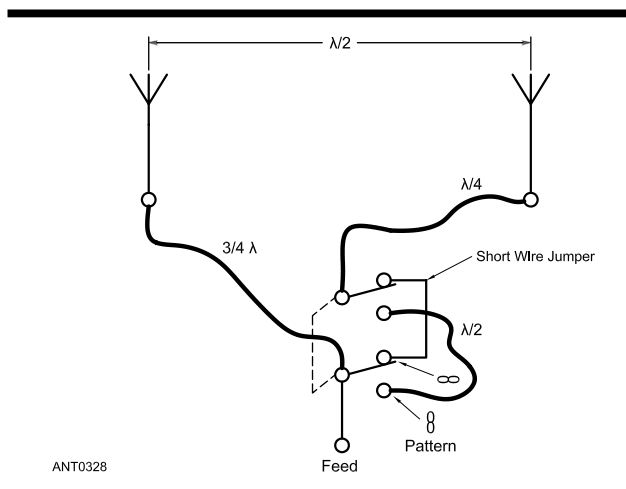 λ/2
λ/4
3/4 λ
Short Wire Jumper
λ/2
Pattern
Feed
ANT0328